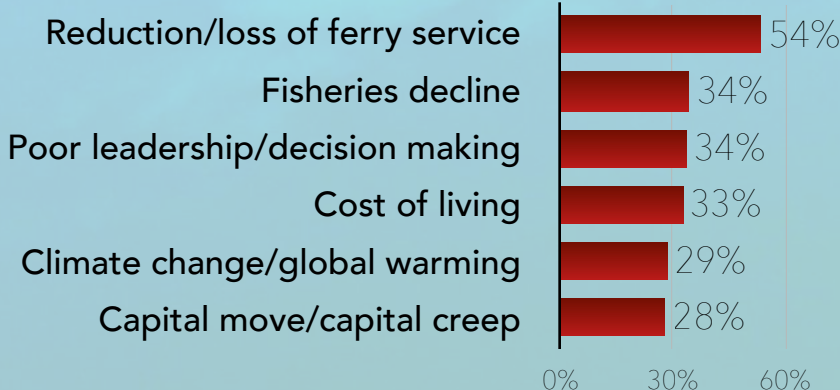 Reduction/loss of ferry service 54%
Fisheries decline 34%
Poor leadership/decision making 34%
Cost of living 33%
Climate change/global warming 29%
Capital move/capital creep 28%
0% 30% 60%